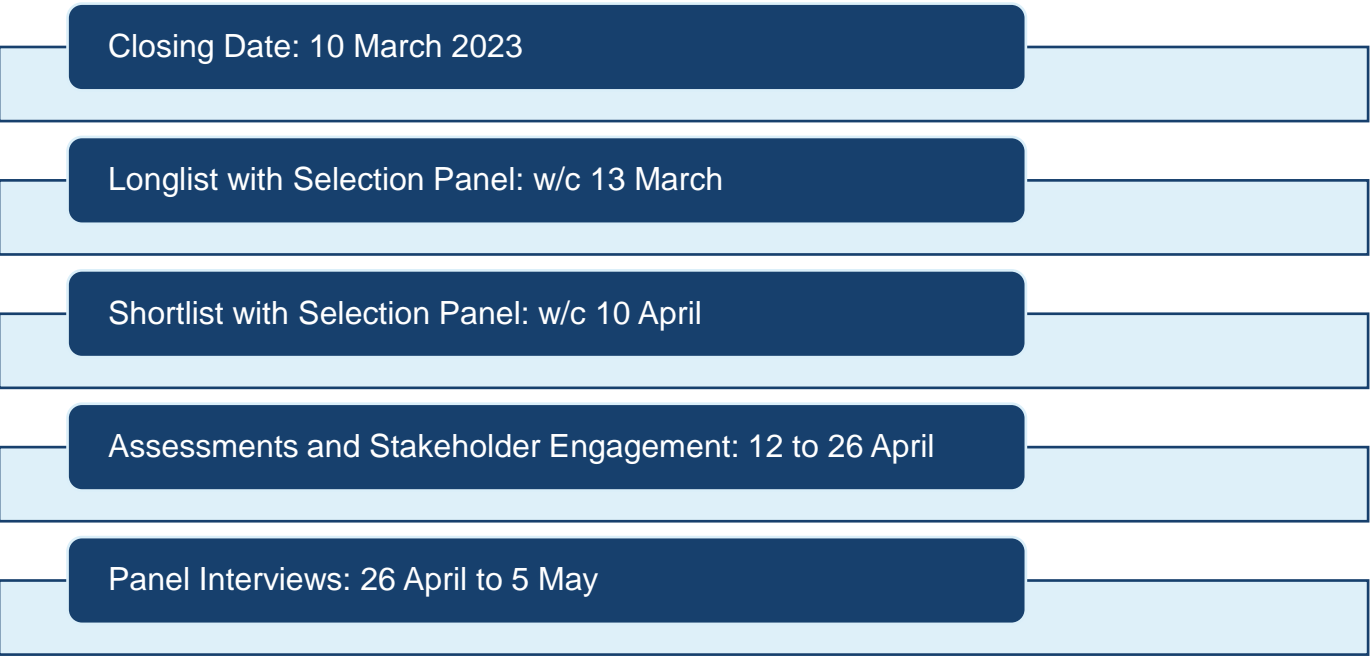 Closing Date: 10 March 2023
Longlist with Selection Panel: w/c 13 March
Shortlist with Selection Panel: w/c 10 April
Assessments and Stakeholder Engagement: 12 to 26 April
Panel Interviews: 26 April to 5 May